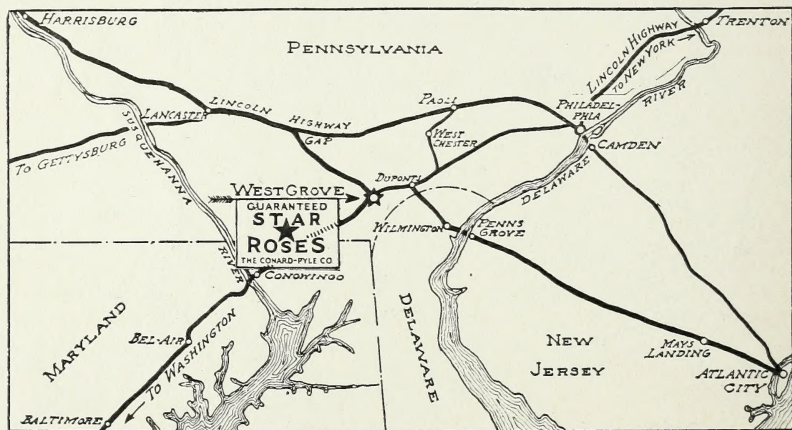 HARRISBURG
PENNSYLVANIA
LINCOLN HIGHWAY
TO NEW YORK
TRENTON
SUSQUEHANNA
RIVER
LANCASTER
LINCOLN
HIGHWAY
GAP
PAOLI
WEST
CHESTER
PHILADEL-
PHIA
CAMDEN
DELAWARE
RIVER
TO GETTYSBURG
WEST GROVE
DUPONTS
GUARANTEED
STAR
ROSES
THE CONARD-PYLE CO.
WILMINGTON
PENNS
GROVE
CONOWINGO
MARYLAND
BEL-AIR
TO WASHINGTON
BALTIMORE
DELAWARE
NEW
JERSEY
MAYS
LANDING
ATLANTIC
CITY